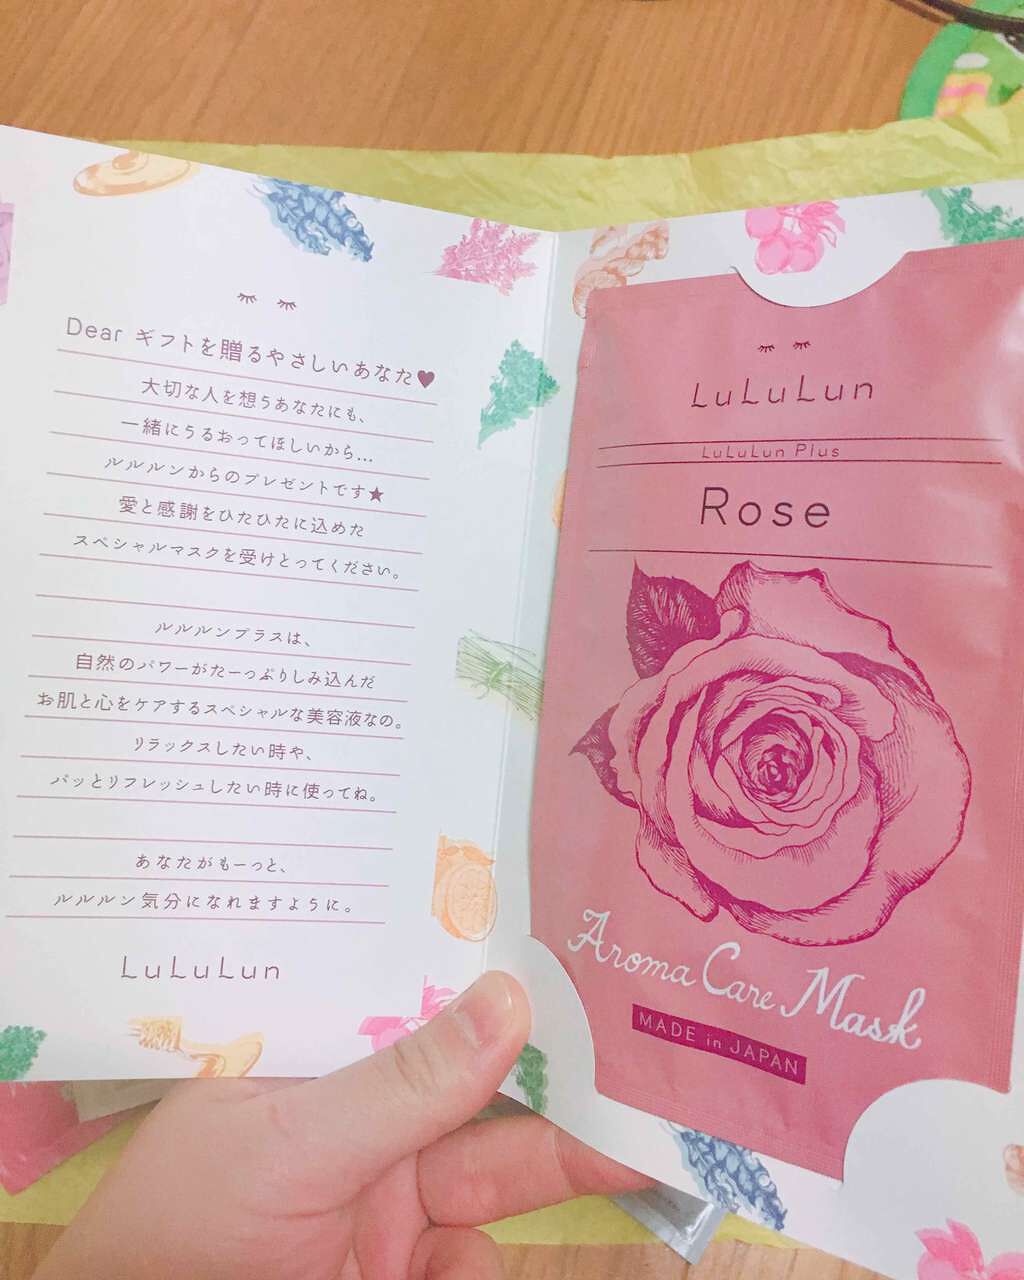 Dear ギフトを贈るやさしいあなた♥
大切な人を想うあなたにも、
一緒にうるおってほしいから…
ルルルンからのプレゼントです★
愛と感謝をひたひたに込めた
スペシャルマスクを受けとってください。
ルルルンプラスは、
自然のパワーがたーっぷりしみ込んだ
お肌と心をケアするスペシャルな美容液なの。
リラックスしたい時や、
パッとリフレッシュしたい時に使ってね。
あなたがもーっと、
ルルルン気分になれますように。
LuLuLun
LuLuLun
LuLuLun Plus
Rose
Aroma Care Mask
MADE in JAPAN